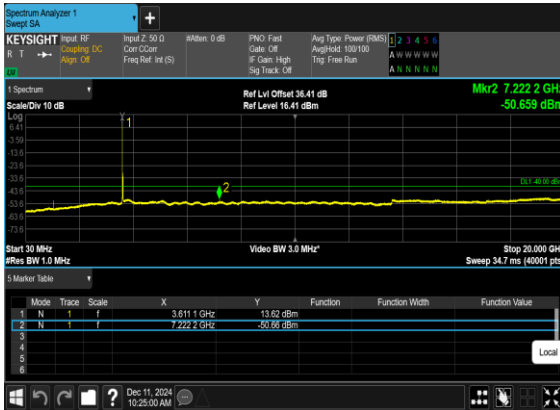 Spectrum Analyzer 1
Swept SA
+
KEYSIGHT
R T
LXI
Input: RF
Coupling: DC
Align: Off
Input Z: 50 Ω
Corr CCorr
Freq Ref: Int (S)
#Atten: 0 dB
PNO: Fast
Gate: Off
IF Gain: High
Sig Track: Off
Avg Type: Power (RMS)
Avg|Hold: 100/100
Trig: Free Run
1 2 3 4 5 6
A W W W W W
A N N N N N
1 Spectrum
Scale/Div 10 dB
Ref Lvl Offset 36.41 dB
Ref Level 16.41 dBm
Mkr2 7.222 2 GHz
-50.659 dBm
Log
6.41
-3.59
-13.6
-23.6
-33.6
-43.6
-53.6
-63.6
-73.6
1
2
DL1 -40.00 dBm
Start 30 MHz
#Res BW 1.0 MHz
Video BW 3.0 MHz*
Stop 20.000 GHz
Sweep 34.7 ms (40001 pts)
5 Marker Table
Mode Trace Scale X Y Function Function Width Function Value
1 N 1 f 3.611 1 GHz 13.62 dBm
2 N 1 f 7.222 2 GHz -50.66 dBm
3
4
5
6
Local
?
Dec 11, 2024
10:25:00 AM